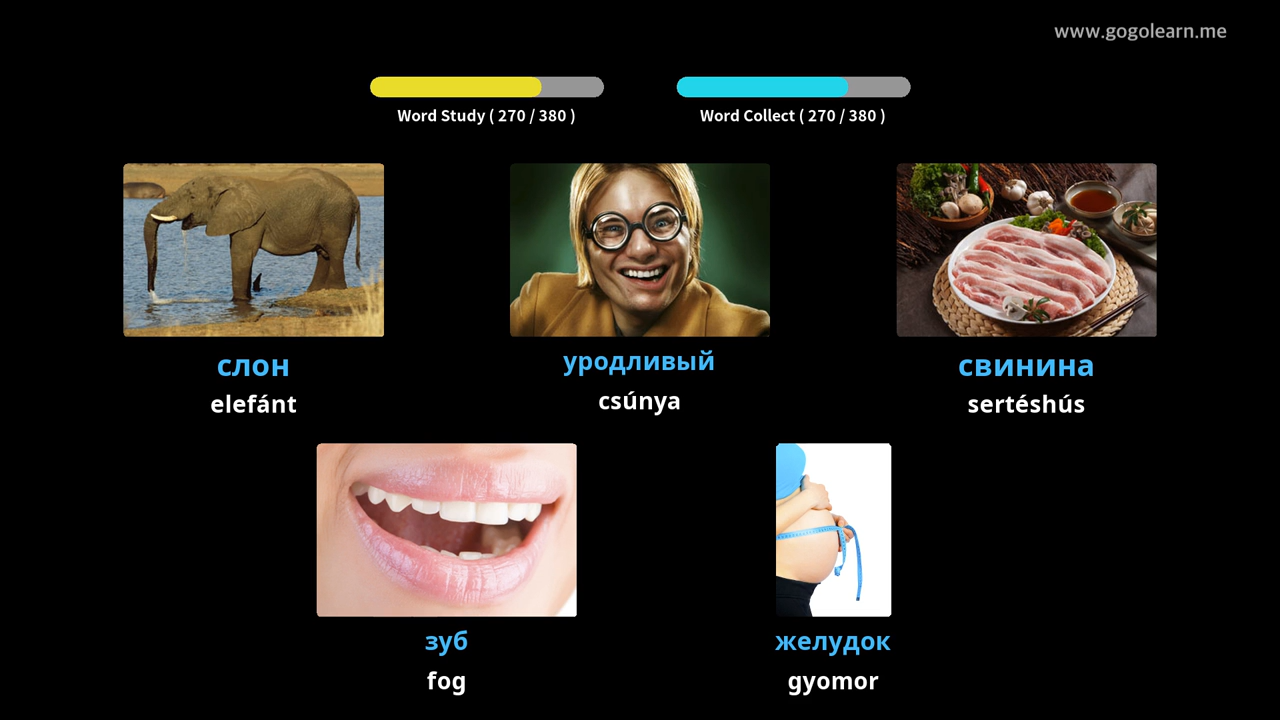 www.gogolearn.me
Word Study ( 270 / 380 )
Word Collect ( 270 / 380 )
слон
elefánt
уродливый
csúnya
свинина
sertéshús
зуб
fog
желудок
gyomor